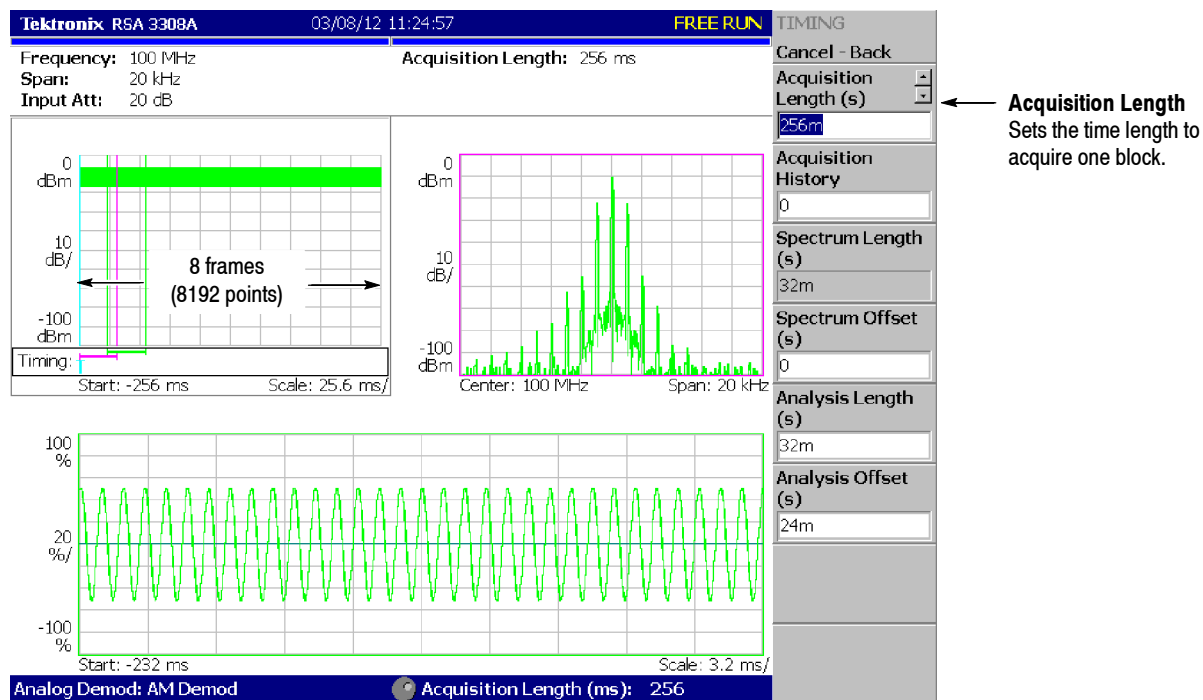 Tektronix RSA 3308A 03/08/12 11:24:57 FREE RUN
Frequency: 100 MHz
Span: 20 kHz
Input Att: 20 dB
Acquisition Length: 256 ms
0
dBm
10
dB/
-100
dBm
8 frames
(8192 points)
Timing:
Start: -256 ms Scale: 25.6 ms/
0
dBm
10
dB/
-100
dBm
Center: 100 MHz Span: 20 kHz
100
%
20
%/
-100
%
Start: -232 ms Scale: 3.2 ms/
Analog Demod: AM Demod Acquisition Length (ms): 256
TIMING
Cancel - Back
Acquisition
Length (s)
256m
Acquisition
History
0
Spectrum Length
(s)
32m
Spectrum Offset
(s)
0
Analysis Length
(s)
32m
Analysis Offset
(s)
24m
Acquisition Length
Sets the time length to
acquire one block.